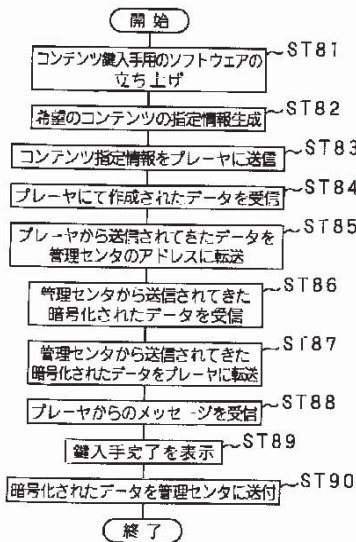 開始
コンテンツ鍵入手用のソフトウェアの
立ち上げ
ST81
希望のコンテンツの指定情報生成
ST82
コンテンツ指定情報をプレーヤに送信
ST83
プレーヤにて作成されたデータを受信
ST84
プレーヤから送信されてきたデータを
管理センタのアドレスに転送
ST85
管理センタから送信されてきた
暗号化されたデータを受信
ST86
管理センタから送信されてきた
暗号化されたデータをプレーヤに転送
ST87
プレーヤからのメッセージを受信
ST88
鍵入手完了を表示
ST89
暗号化されたデータを管理センタに送付
ST90
終了